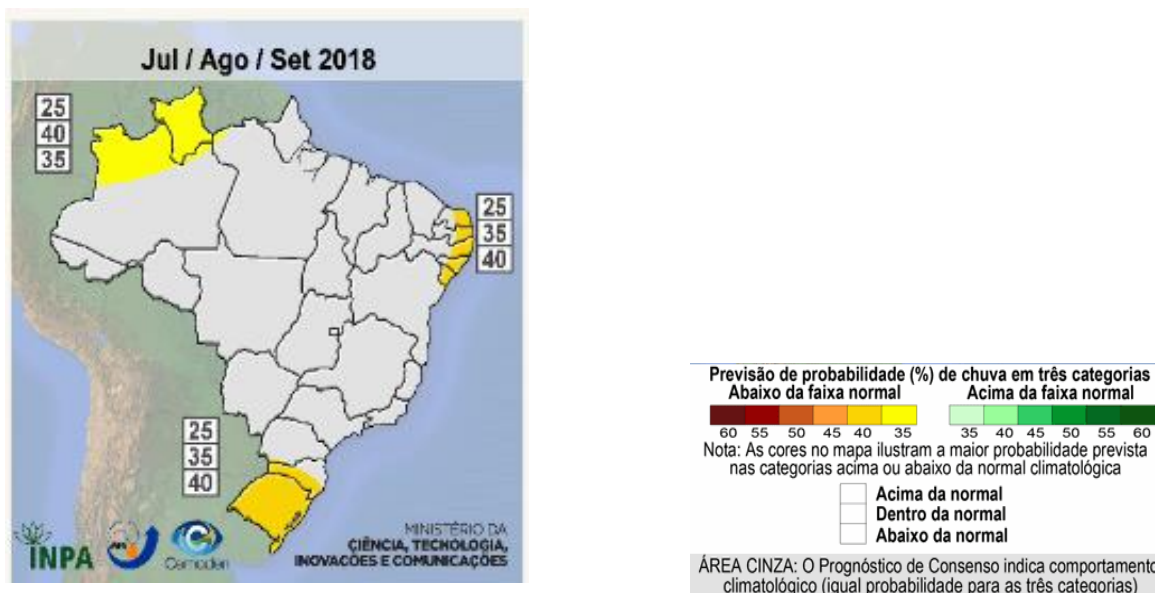 Jul / Ago / Set 2018
25
40
35
25
35
40
25
35
40
INPA
Cemaden
MINISTÉRIO DA
CIÊNCIA, TECNOLOGIA,
INOVAÇÕES E COMUNICAÇÕES
Previsão de probabilidade (%) de chuva em três categorias
Abaixo da faixa normal Acima da faixa normal
60 55 50 45 40 35 35 40 45 50 55 60
Nota: As cores no mapa ilustram a maior probabilidade prevista
nas categorias acima ou abaixo da normal climatológica
Acima da normal
Dentro da normal
Abaixo da normal
ÁREA CINZA: O Prognóstico de Consenso indica comportamento
climatológico (igual probabilidade para as três categorias)